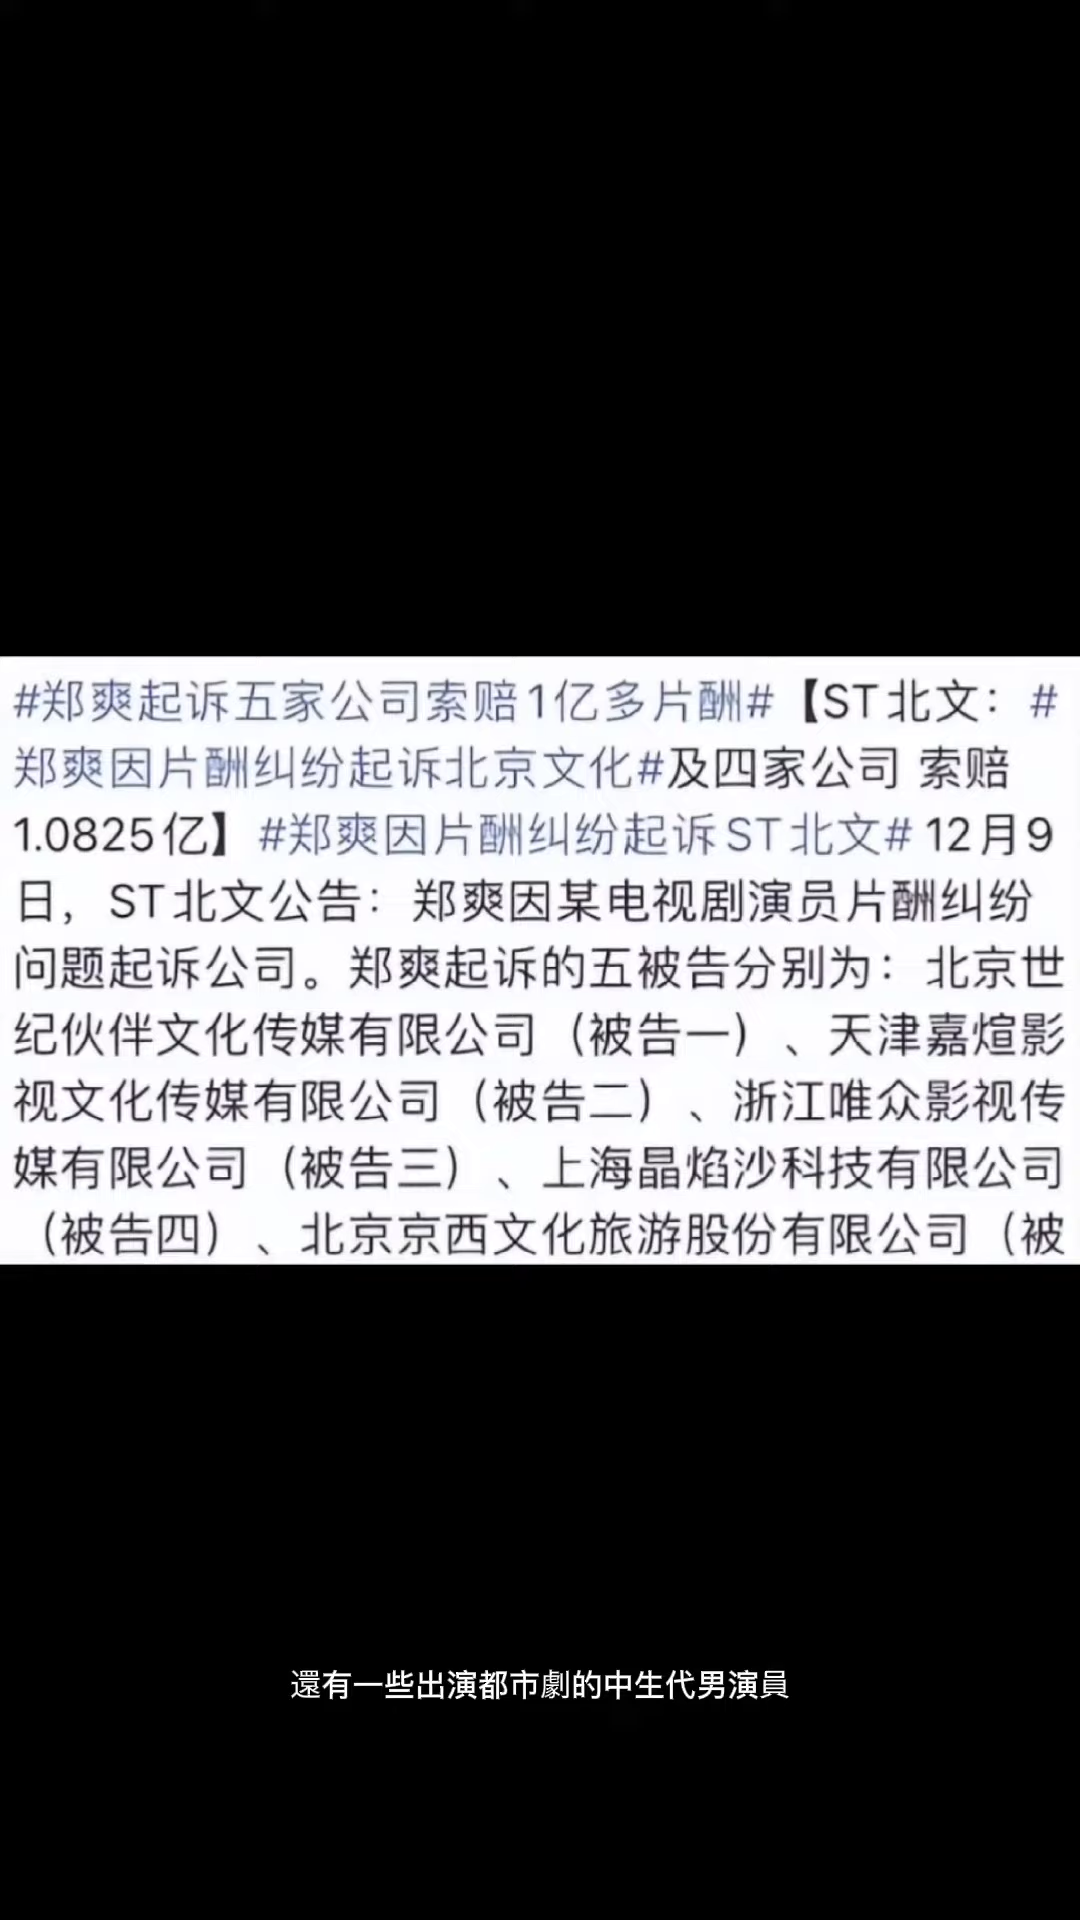 #郑爽起诉五家公司索赔1亿多片酬#【ST北文：#
郑爽因片酬纠纷起诉北京文化#及四家公司 索赔
1.0825亿】#郑爽因片酬纠纷起诉ST北文# 12月9
日，ST北文公告：郑爽因某电视剧演员片酬纠纷
问题起诉公司。郑爽起诉的五被告分别为：北京世
纪伙伴文化传媒有限公司（被告一）、天津嘉煊影
视文化传媒有限公司（被告二）、浙江唯众影视传
媒有限公司（被告三）、上海晶焰沙科技有限公司
（被告四）、北京京西文化旅游股份有限公司（被
還有一些出演都市劇的中生代男演員